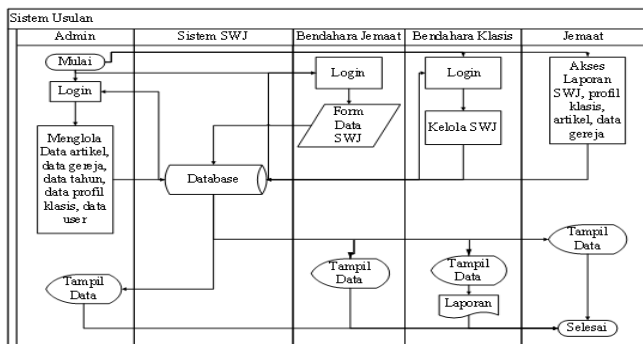 Sistem Usulan
Admin
Sistem SWJ
Bendahara Jemaat
Bendahara Klasis
Jemaat
Mulai
Login
Menglola
Data artikel,
data gereja,
data tahun,
data profil
klasis, data
user
Database
Login
Form
Data
SWJ
Login
Kelola SWJ
Akses
Laporan
SWJ, profil
klasis,
artikel, data
gereja
Tampil
Data
Tampil
Data
Tampil
Data
Laporan
Tampil
Data
Selesai